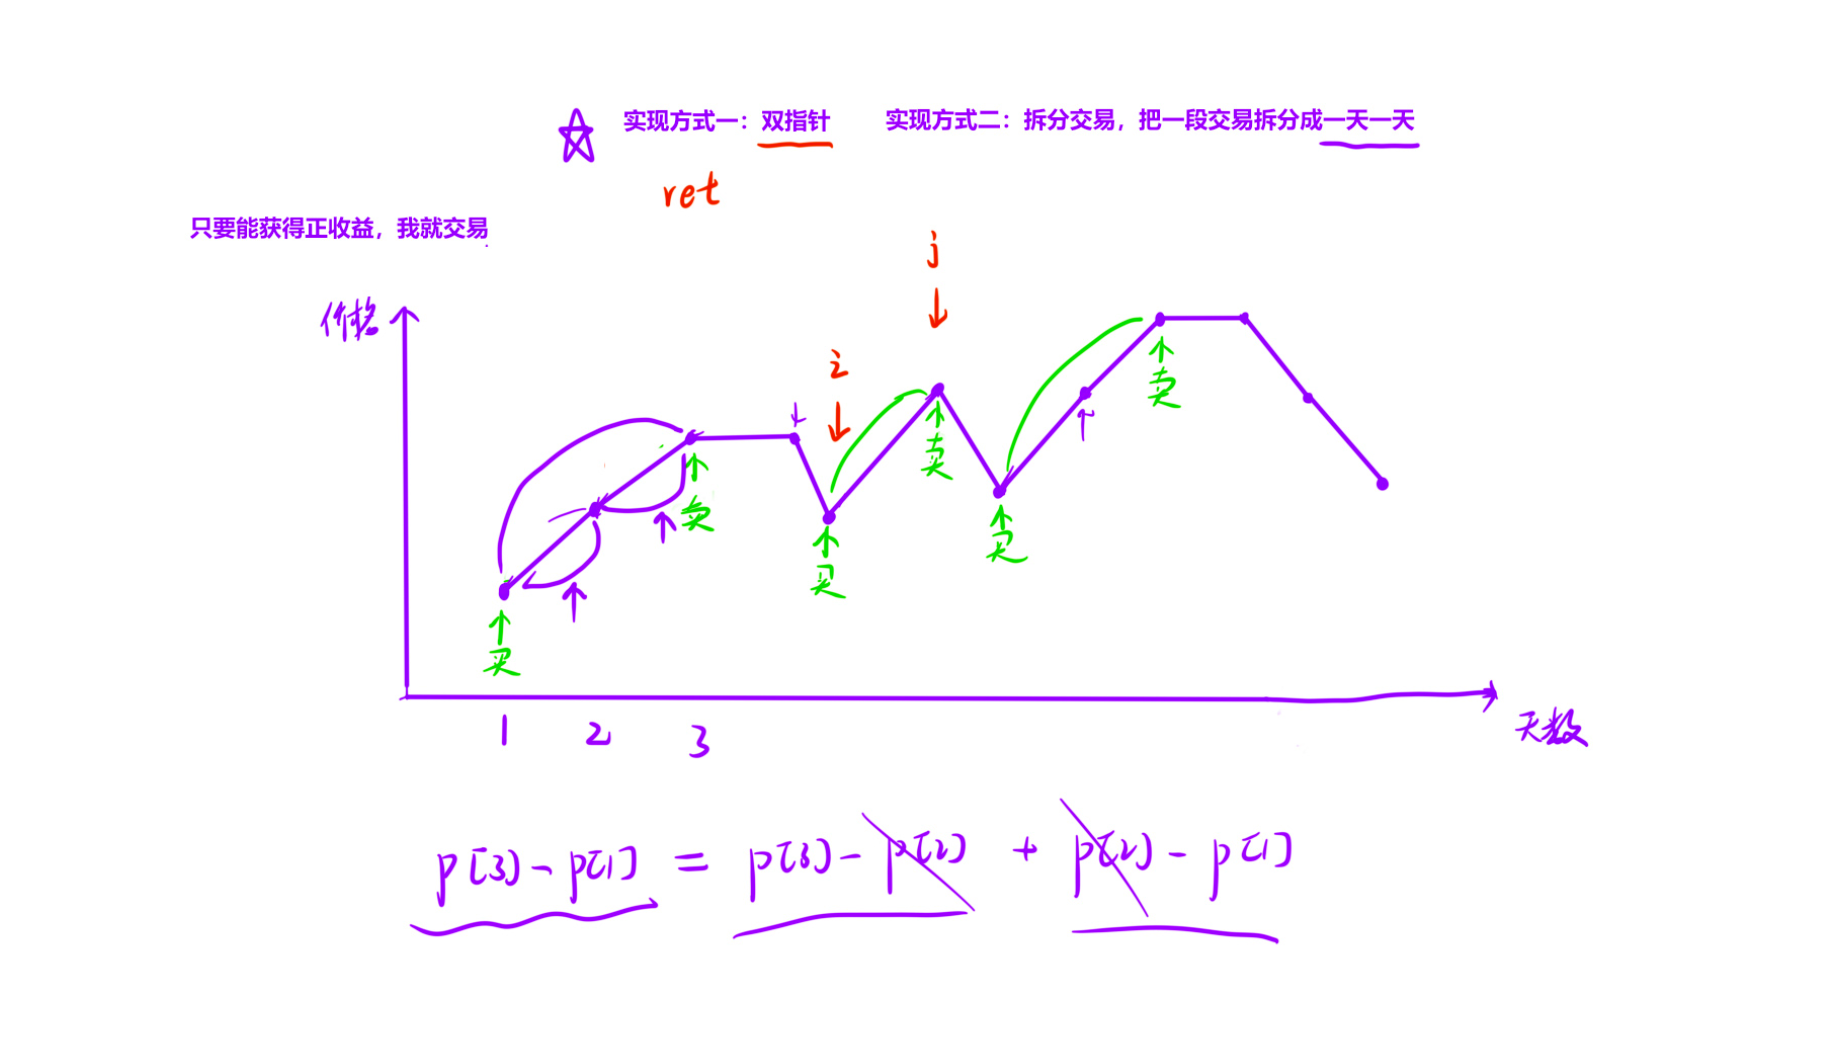 实现方式一：双指针 实现方式二：拆分交易，把一段交易拆分成一天一天
ret
只要能获得正收益，我就交易
j
价格
i
卖
卖
卖
买
买
买
天数
1 2 3
p[3]-p[1] = p[3]-p[2] + p[2]-p[1]